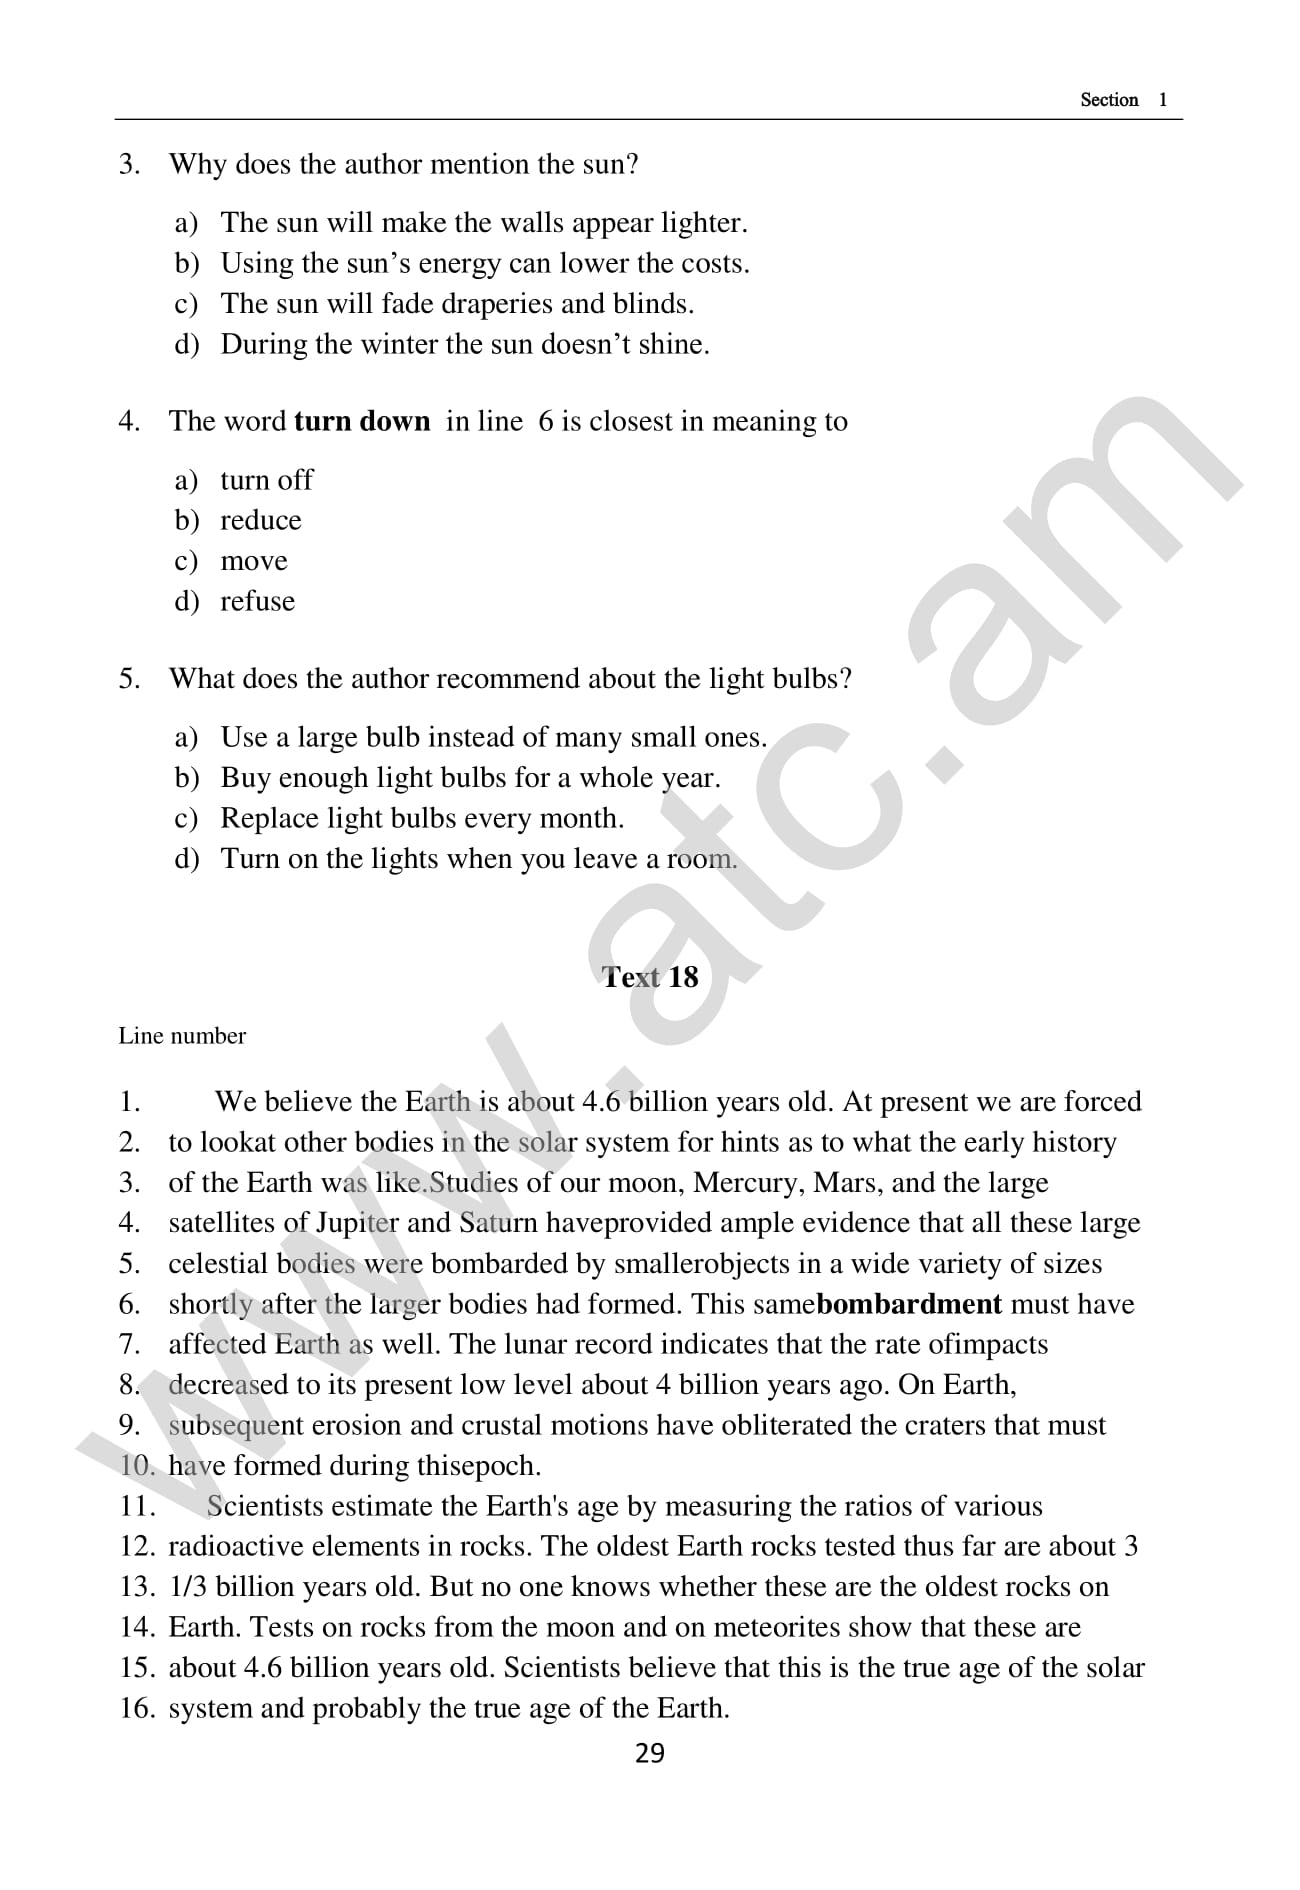 Section 1
3. Why does the author mention the sun?
a) The sun will make the walls appear lighter.
b) Using the sun’s energy can lower the costs.
c) The sun will fade draperies and blinds.
d) During the winter the sun doesn’t shine.
4. The word turn down in line 6 is closest in meaning to
a) turn off
b) reduce
c) move
d) refuse
5. What does the author recommend about the light bulbs?
a) Use a large bulb instead of many small ones.
b) Buy enough light bulbs for a whole year.
c) Replace light bulbs every month.
d) Turn on the lights when you leave a room.
Text 18
Line number
1. We believe the Earth is about 4.6 billion years old. At present we are forced
2. to lookat other bodies in the solar system for hints as to what the early history
3. of the Earth was like.Studies of our moon, Mercury, Mars, and the large
4. satellites of Jupiter and Saturn haveprovided ample evidence that all these large
5. celestial bodies were bombarded by smallerobjects in a wide variety of sizes
6. shortly after the larger bodies had formed. This samebombardment must have
7. affected Earth as well. The lunar record indicates that the rate ofimpacts
8. decreased to its present low level about 4 billion years ago. On Earth,
9. subsequent erosion and crustal motions have obliterated the craters that must
10. have formed during thisepoch.
11. Scientists estimate the Earth's age by measuring the ratios of various
12. radioactive elements in rocks. The oldest Earth rocks tested thus far are about 3
13. 1/3 billion years old. But no one knows whether these are the oldest rocks on
14. Earth. Tests on rocks from the moon and on meteorites show that these are
15. about 4.6 billion years old. Scientists believe that this is the true age of the solar
16. system and probably the true age of the Earth.
29
www.atc.am